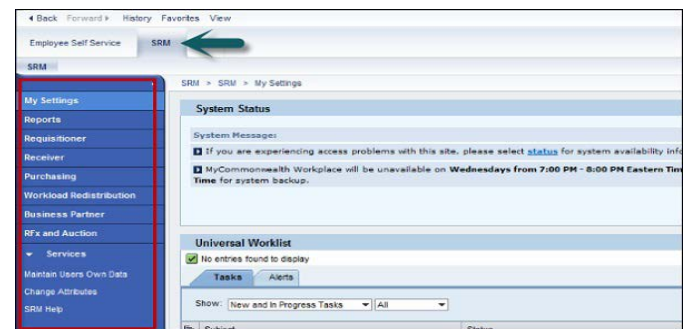 Back Forward History Favorites View
Employee Self Service SRM
SRM
SRM > SRM > My Settings
My Settings
Reports
Requisitioner
Receiver
Purchasing
Workload Redistribution
Business Partner
RFx and Auction
Services
Maintain Users Own Data
Change Attributes
SRM Help
System Status
System Message:
If you are experiencing access problems with this site, please select status for system availability info
MyCommonwealth Workplace will be unavailable on Wednesdays from 7:00 PM - 8:00 PM Eastern Tim
Time for system backup.
Universal Worklist
No entries found to display
Tasks Alerts
Show: New and In Progress Tasks All
Subject Status